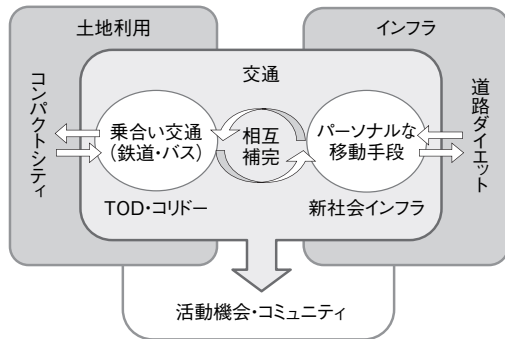 土地利用
インフラ
交通
コンパクトシティ
乗合い交通
(鉄道・バス)
相互
補完
パーソナルな
移動手段
道路ダイエット
TOD・コリドー
新社会インフラ
活動機会・コミュニティ